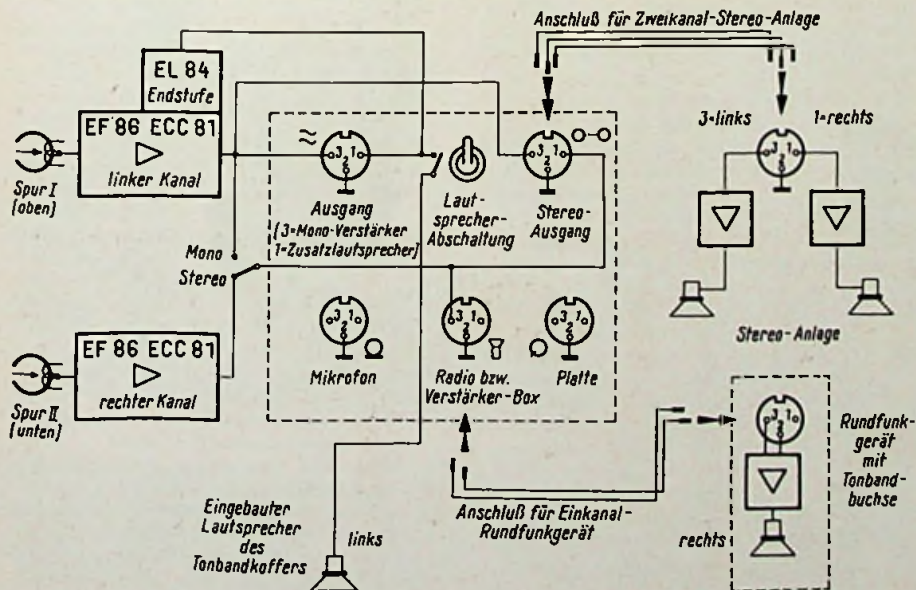 Anschluß für Zweikanal-Stereo-Anlage
EL 84
Endstufe
EF 86 ECC 81
linker Kanal
Spur I
[oben]
3=links
1=rechts
3 2 1
Ausgang
[3=Mono-Verstärker
1=Zusatzlautsprecher]
Laut-
sprecher-
Abschaltung
3 2 1
Stereo-
Ausgang
3 2 1
Stereo-Anlage
Mono
Stereo
EF 86 ECC 81
rechter Kanal
Spur II
[unten]
3 2 1
Mikrofon
3 2 1
Radio bzw.
Verstärker-Box
3 2 1
Platte
3 2 1
Rundfunk-
gerät
mit
Tonband-
buchse
rechts
Anschluß für Einkanal-
Rundfunkgerät
Eingebauter
Lautsprecher
des
Tonbandkoffers
links